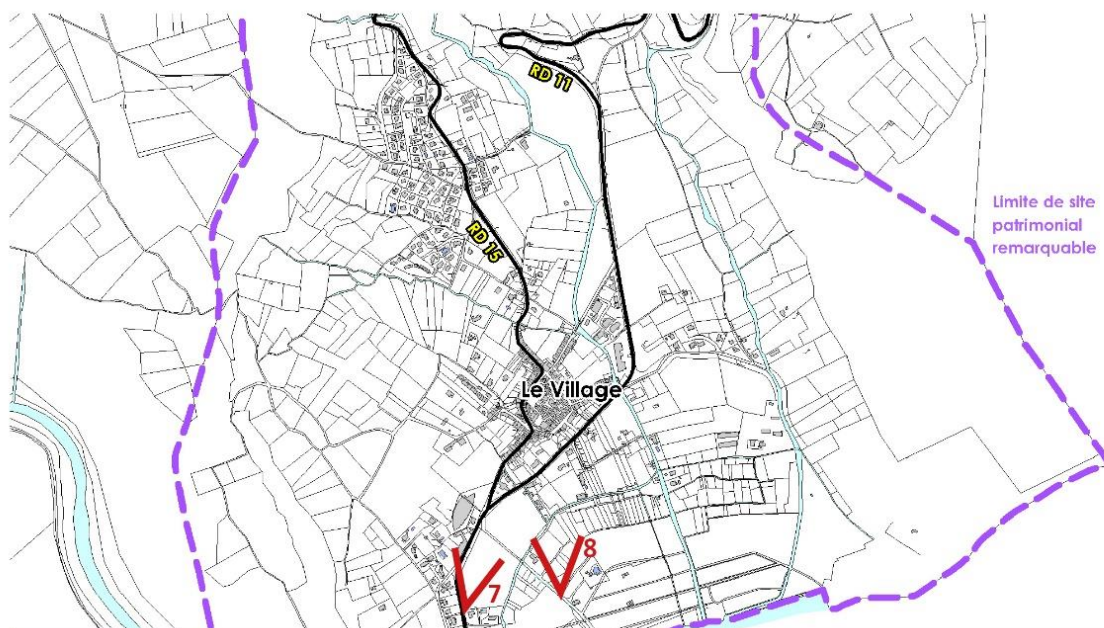 RD 11
Limite de site
patrimonial
remarquable
RD 15
Le Village
8
7